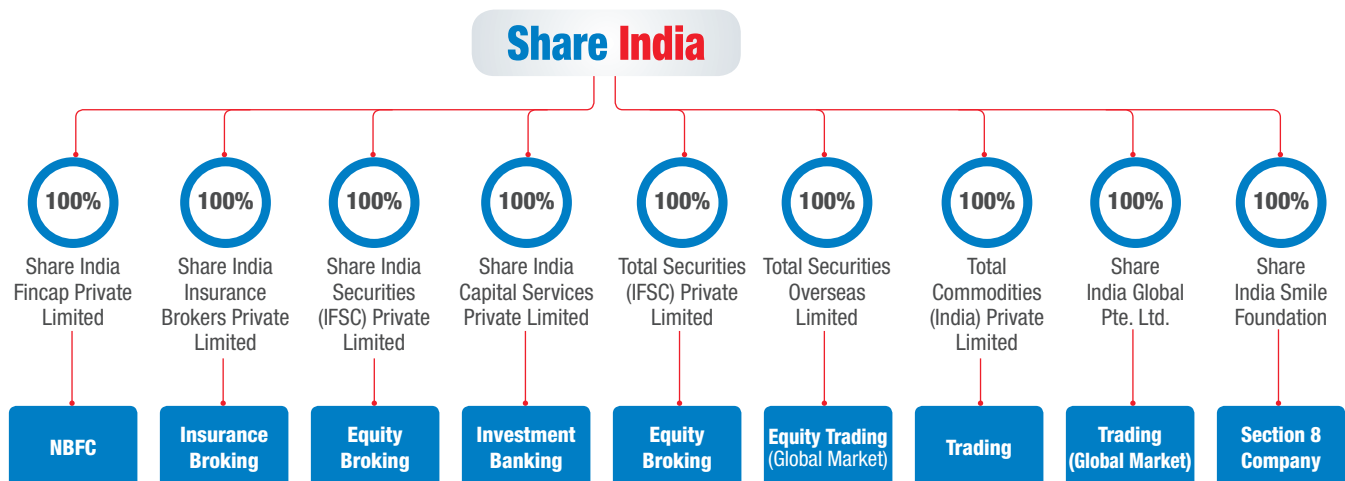 Share India
100%
100%
100%
100%
100%
100%
100%
100%
100%
Share India
Fincap Private
Limited
Share India
Insurance
Brokers Private
Limited
Share India
Securities
(IFSC) Private
Limited
Share India
Capital Services
Private Limited
Total Securities
(IFSC) Private
Limited
Total Securities
Overseas
Limited
Total
Commodities
(India) Private
Limited
Share
India Global
Pte. Ltd.
Share
India Smile
Foundation
NBFC
Insurance
Broking
Equity
Broking
Investment
Banking
Equity
Broking
Equity Trading
(Global Market)
Trading
Trading
(Global Market)
Section 8
Company